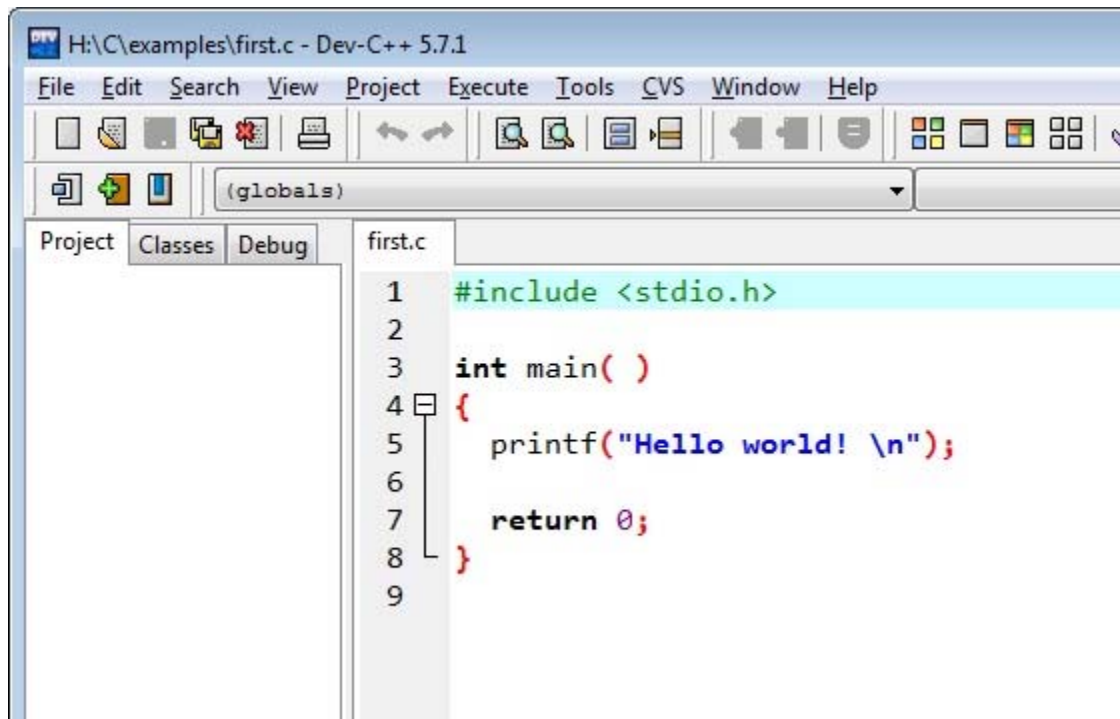 H:\C\examples\first.c - Dev-C++ 5.7.1
File Edit Search View Project Execute Tools CVS Window Help
(globals)
Project Classes Debug first.c
1 #include <stdio.h>
2
3 int main( )
4 {
5   printf("Hello world! \n");
6
7   return 0;
8 }
9